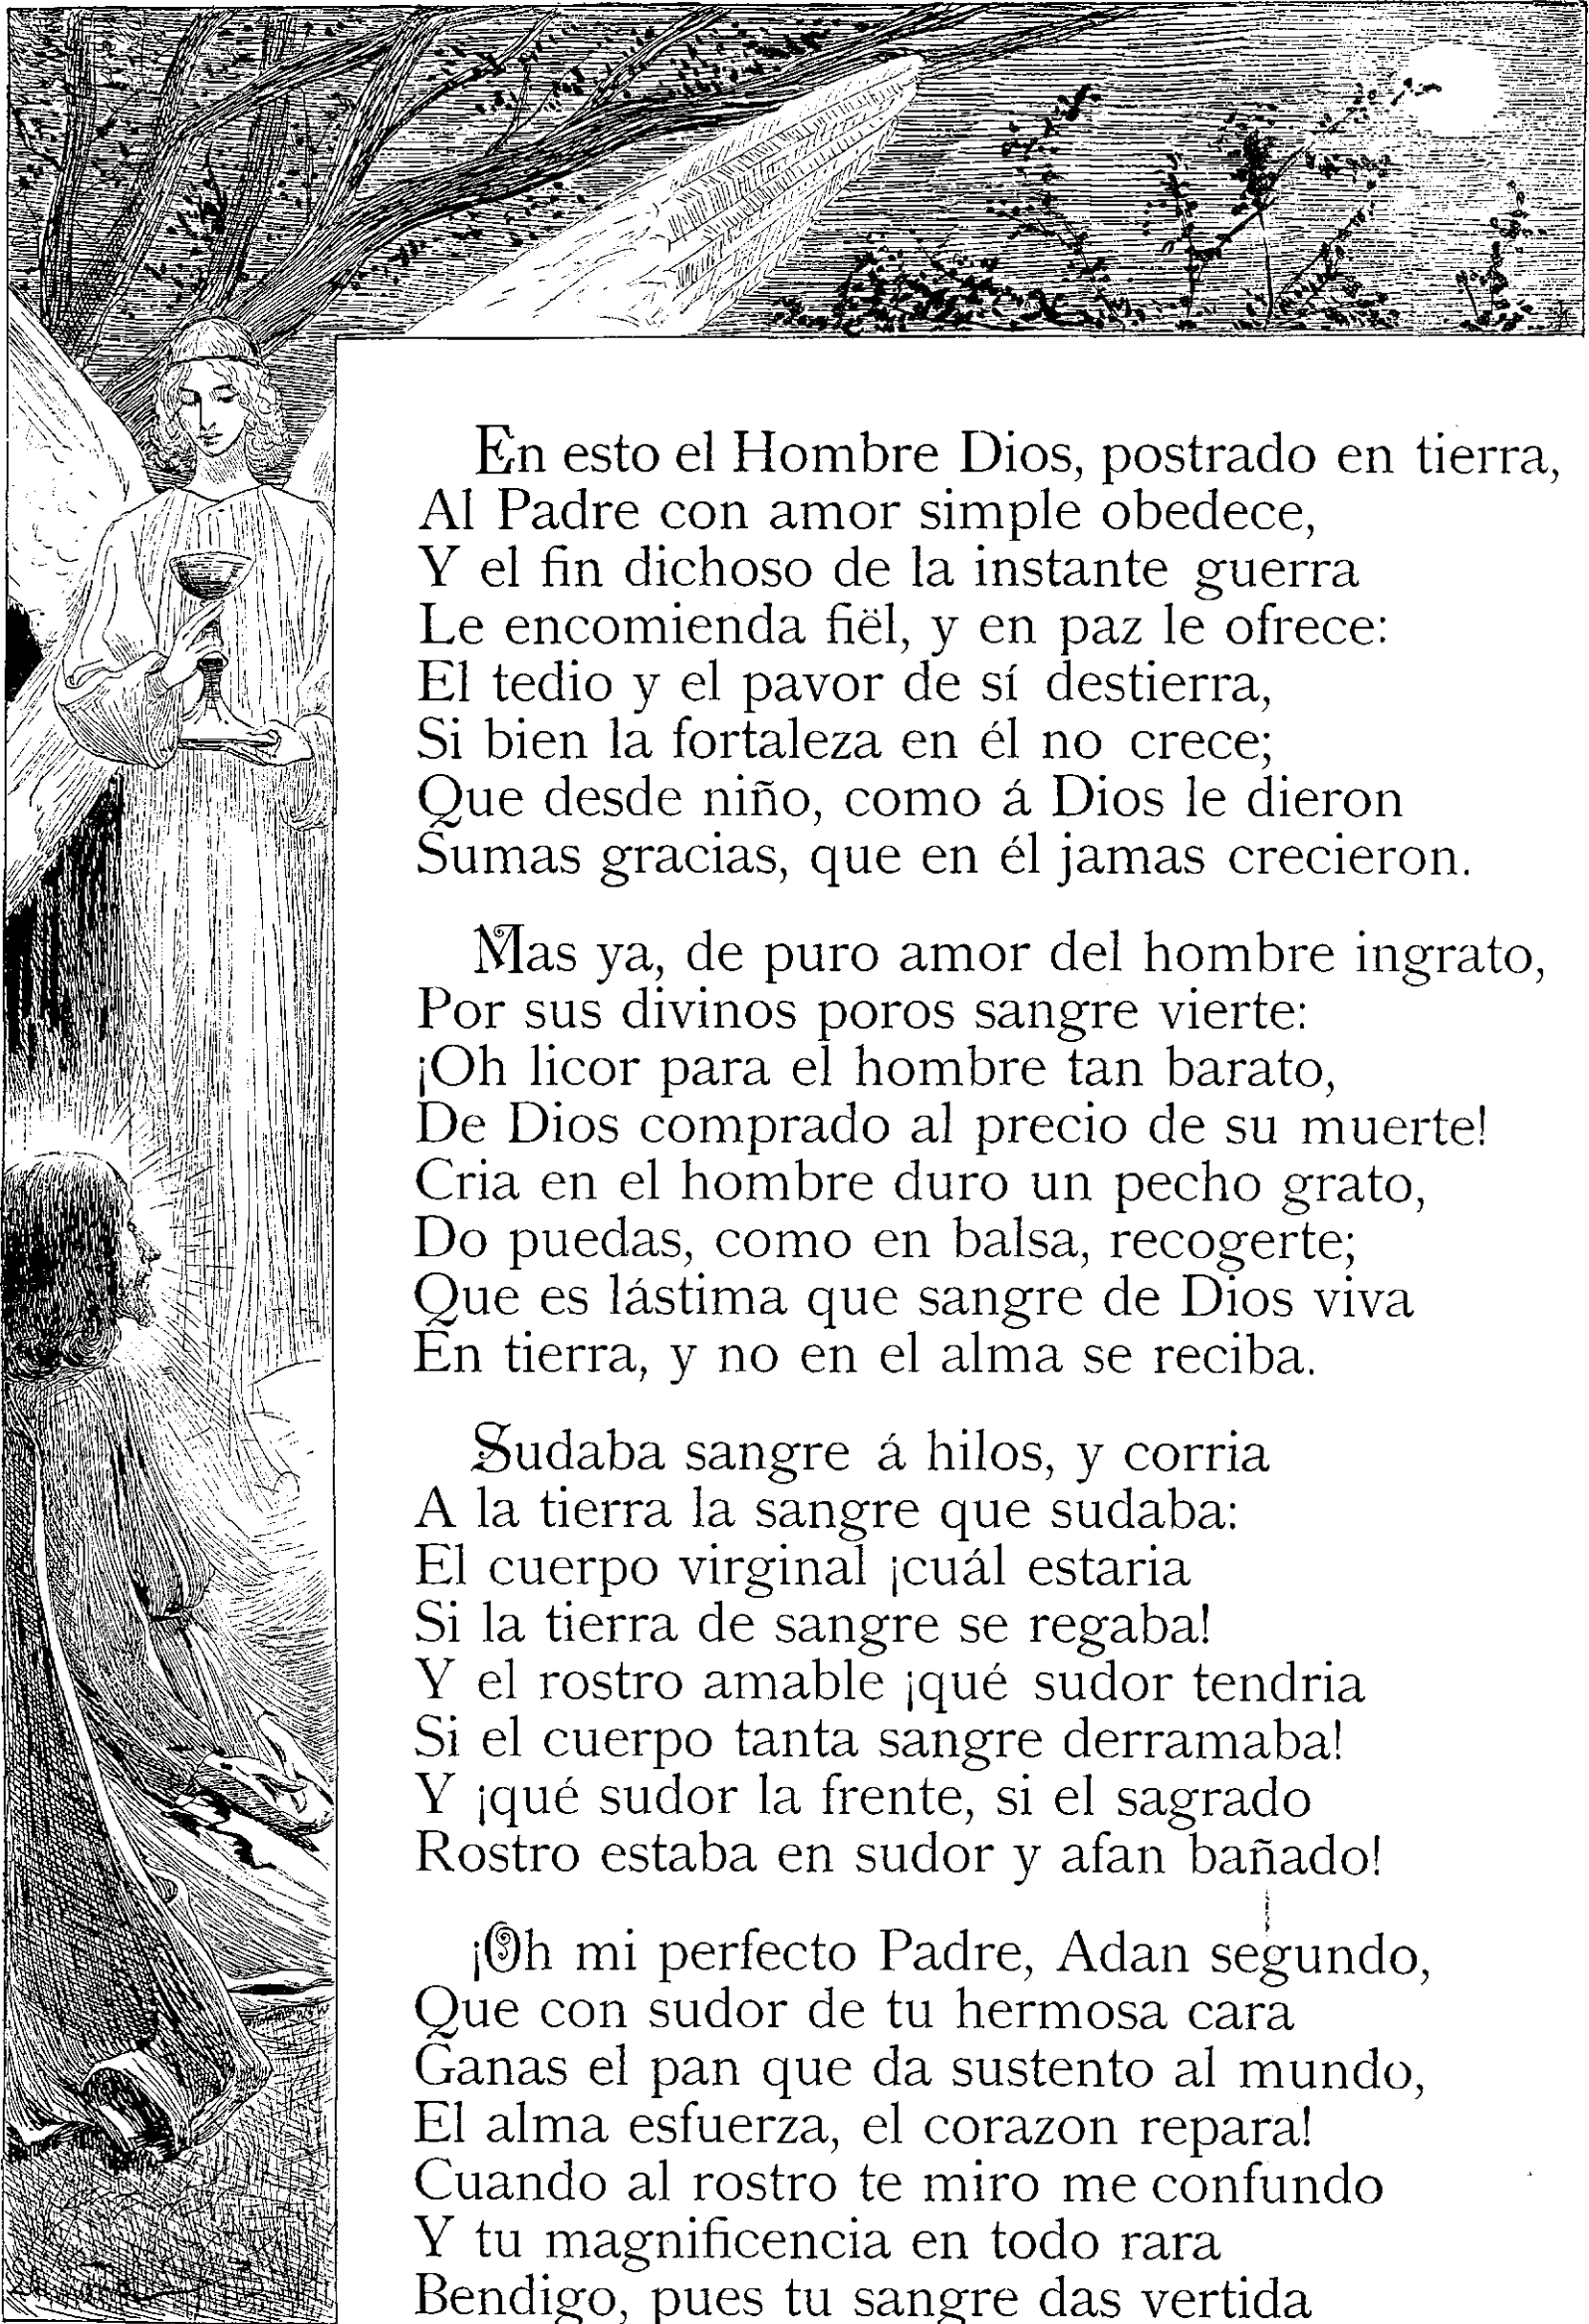 En esto el Hombre Dios, postrado en tierra,
Al Padre con amor simple obedece,
Y el fin dichoso de la instante guerra
Le encomienda fiël, y en paz le ofrece:
El tedio y el pavor de sí destierra,
Si bien la fortaleza en él no crece;
Que desde niño, como á Dios le dieron
Sumas gracias, que en él jamas crecieron.
Mas ya, de puro amor del hombre ingrato,
Por sus divinos poros sangre vierte:
¡Oh licor para el hombre tan barato,
De Dios comprado al precio de su muerte!
Cria en el hombre duro un pecho grato,
Do puedas, como en balsa, recogerte;
Que es lástima que sangre de Dios viva
En tierra, y no en el alma se reciba.
Sudaba sangre á hilos, y corria
A la tierra la sangre que sudaba:
El cuerpo virginal ¡cuál estaria
Si la tierra de sangre se regaba!
Y el rostro amable ¡qué sudor tendria
Si el cuerpo tanta sangre derramaba!
Y ¡qué sudor la frente, si el sagrado
Rostro estaba en sudor y afan bañado!
¡Oh mi perfecto Padre, Adan segundo,
Que con sudor de tu hermosa cara
Ganas el pan que da sustento al mundo,
El alma esfuerza, el corazon repara!
Cuando al rostro te miro me confundo
Y tu magnificencia en todo rara
Bendigo, pues tu sangre das vertida